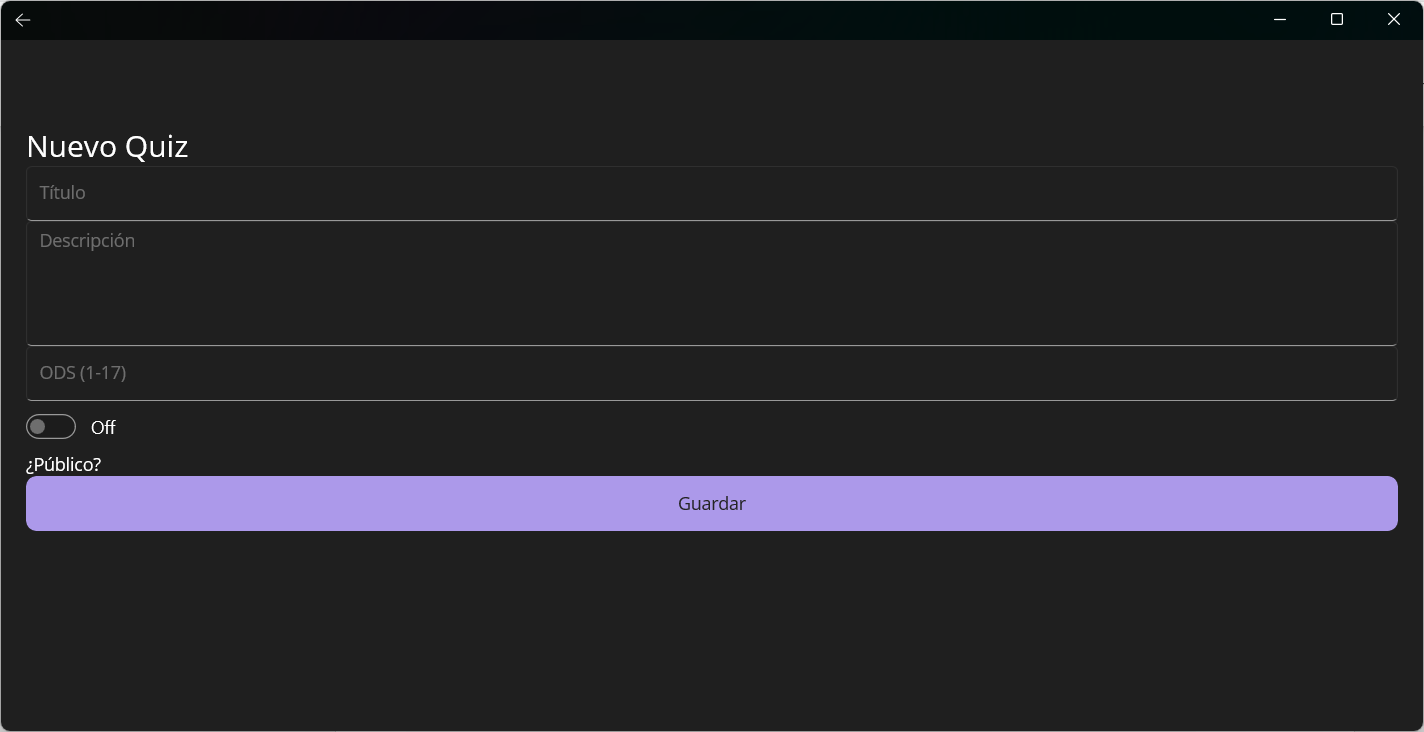 Nuevo Quiz
Título
Descripción
ODS (1-17)
Off
¿Público?
Guardar